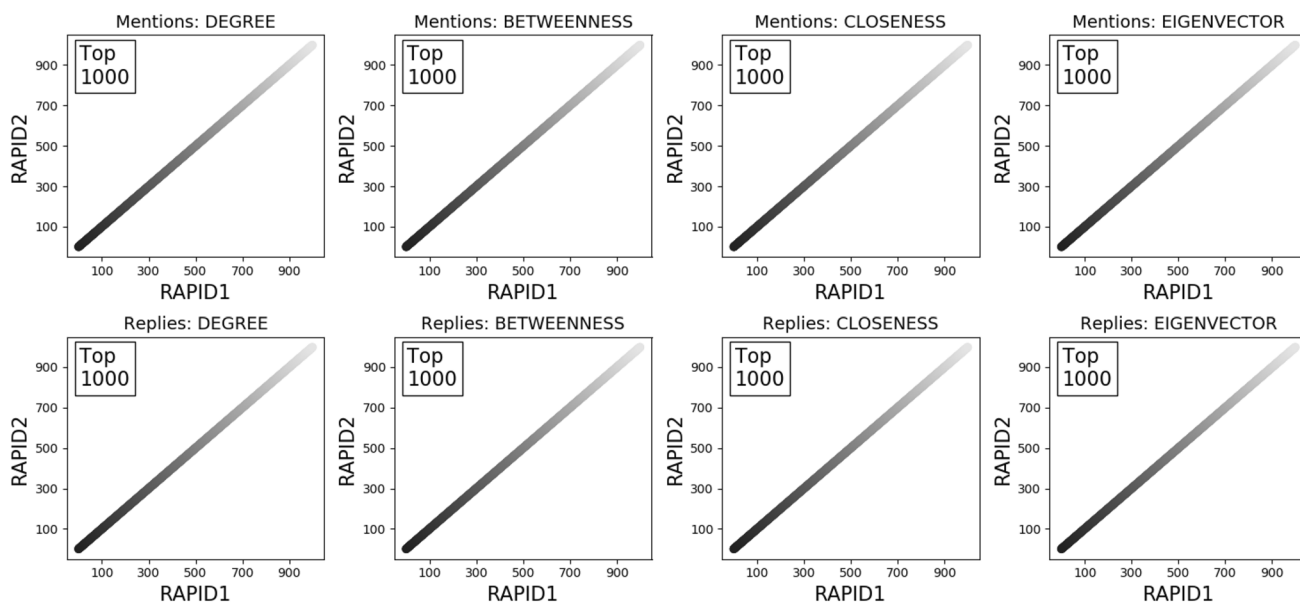 Mentions: DEGREE
Top
1000
900
700
500
300
100
RAPID2
100 300 500 700 900
RAPID1
Mentions: BETWEENNESS
Top
1000
900
700
500
300
100
RAPID2
100 300 500 700 900
RAPID1
Mentions: CLOSENESS
Top
1000
900
700
500
300
100
RAPID2
100 300 500 700 900
RAPID1
Mentions: EIGENVECTOR
Top
1000
900
700
500
300
100
RAPID2
100 300 500 700 900
RAPID1
Replies: DEGREE
Top
1000
900
700
500
300
100
RAPID2
100 300 500 700 900
RAPID1
Replies: BETWEENNESS
Top
1000
900
700
500
300
100
RAPID2
100 300 500 700 900
RAPID1
Replies: CLOSENESS
Top
1000
900
700
500
300
100
RAPID2
100 300 500 700 900
RAPID1
Replies: EIGENVECTOR
Top
1000
900
700
500
300
100
RAPID2
100 300 500 700 900
RAPID1